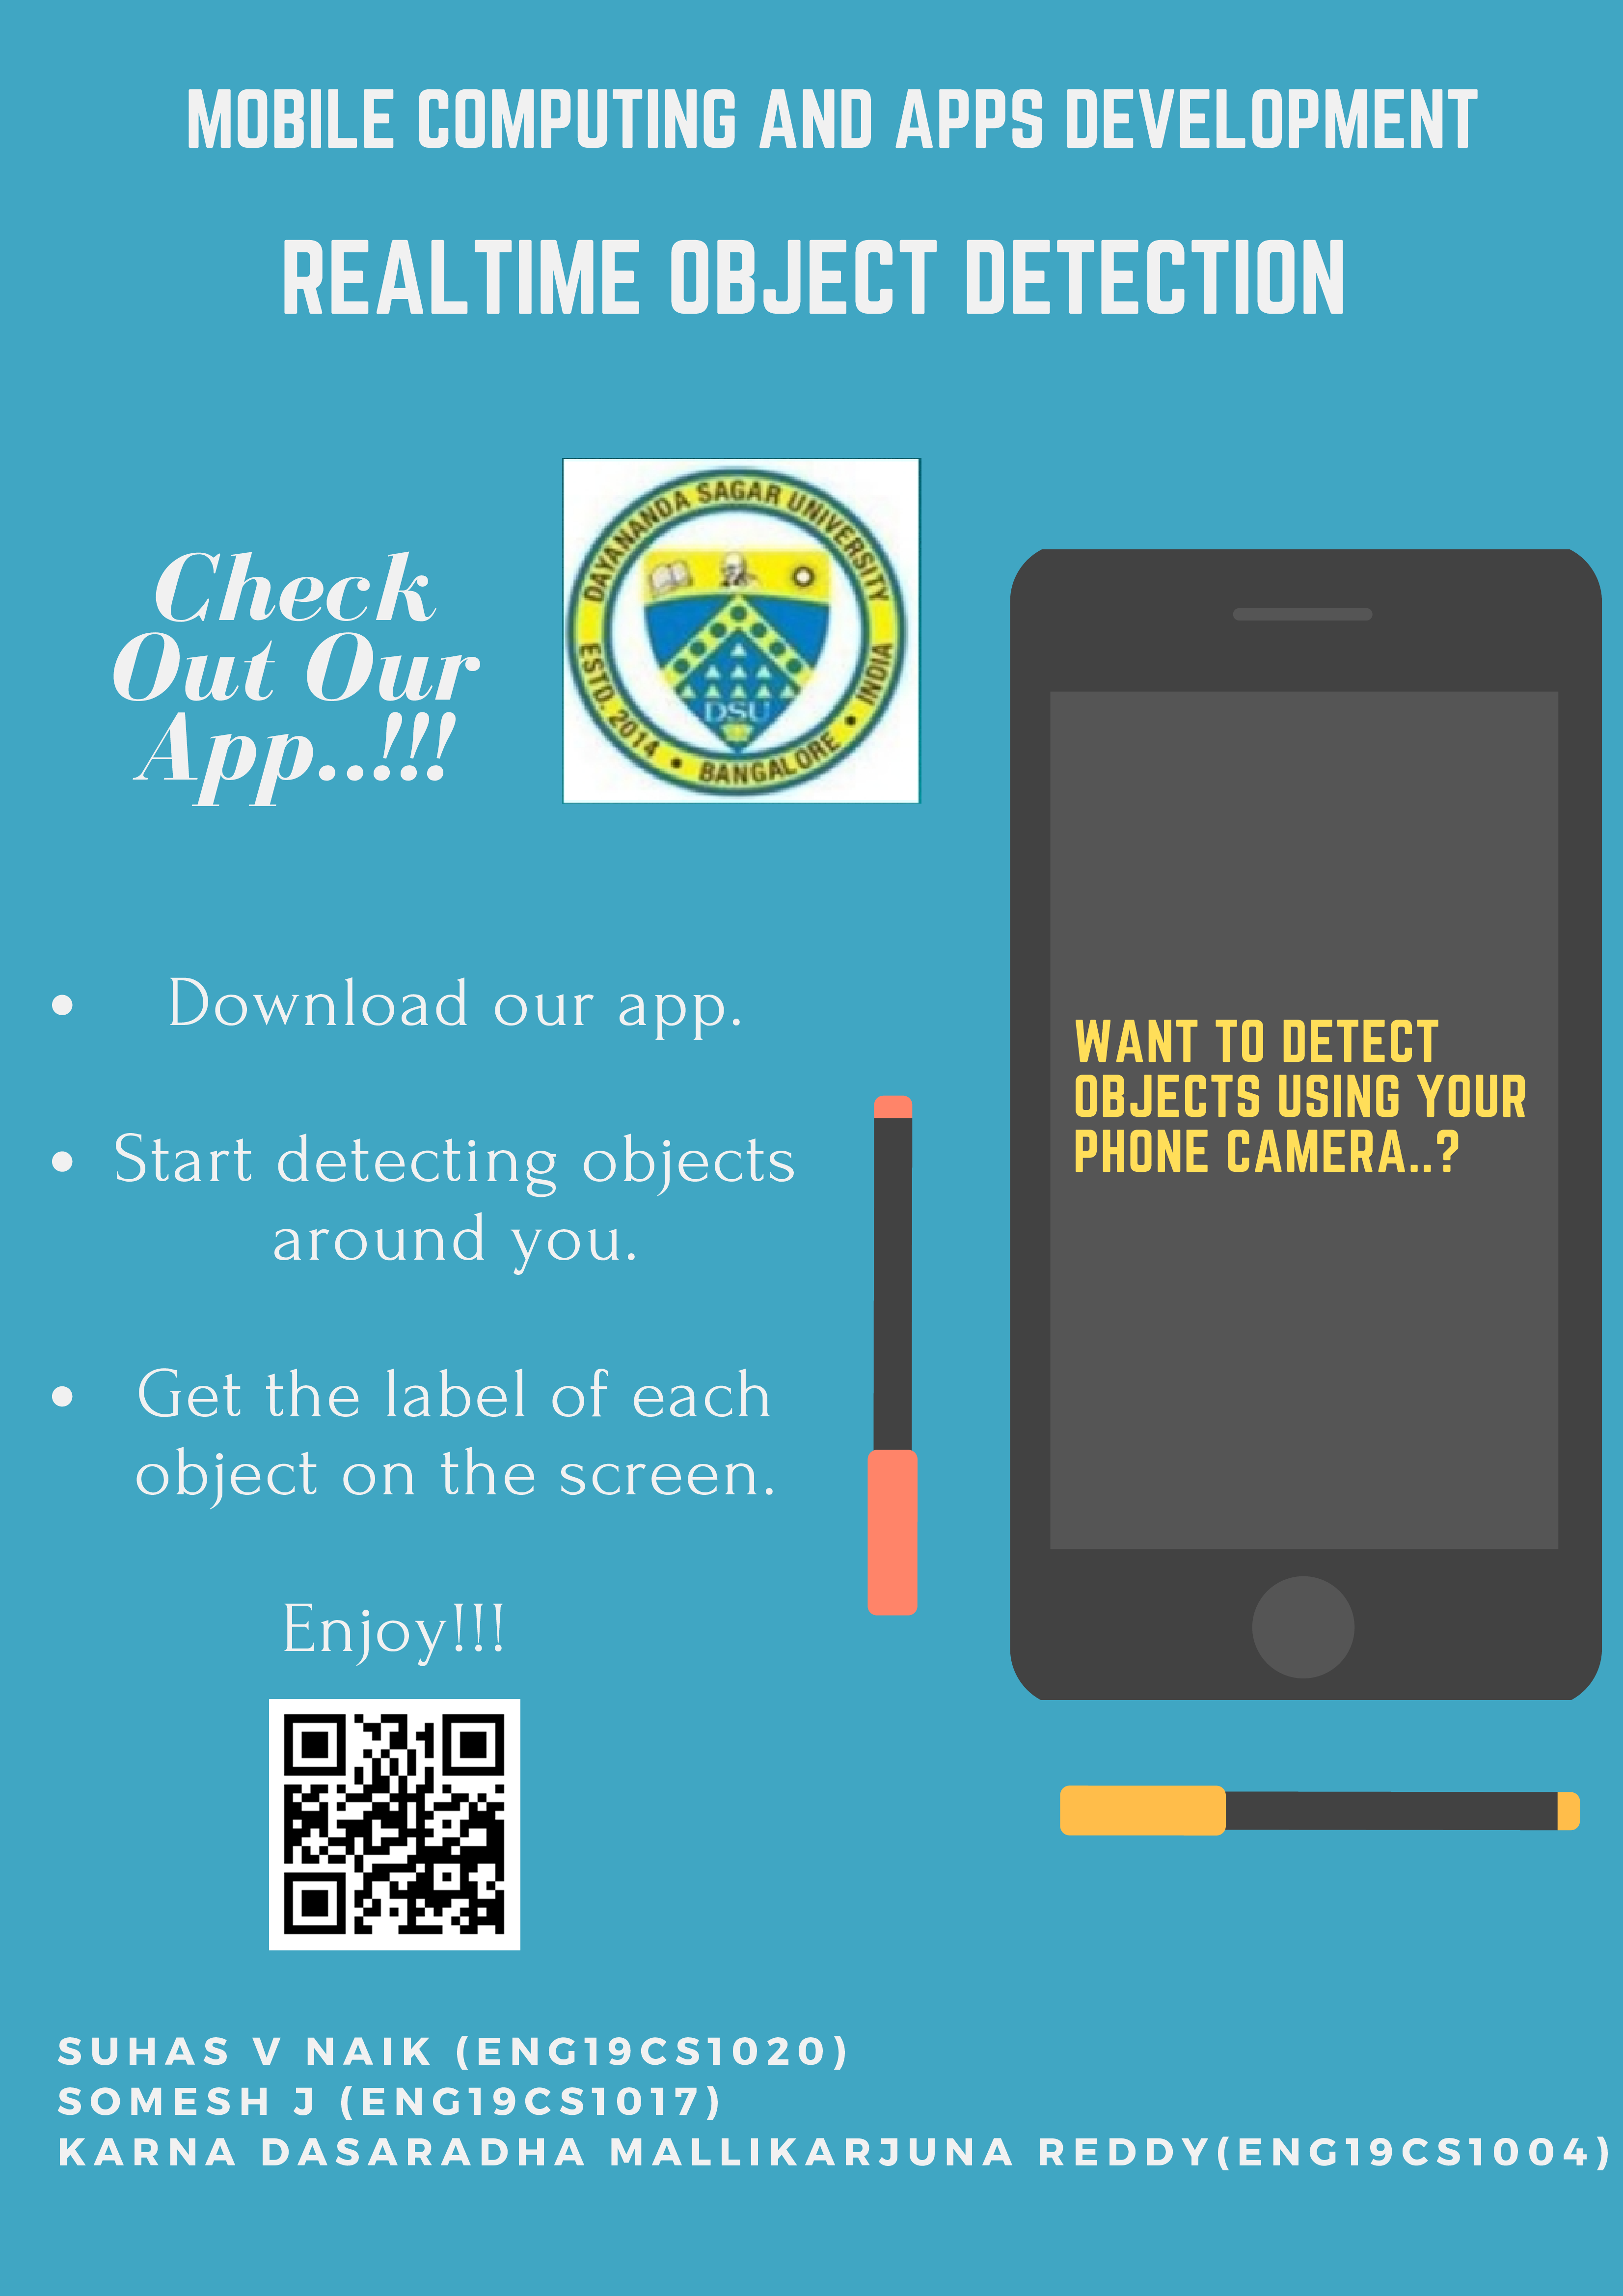 MOBILE COMPUTING AND APPS DEVELOPMENT
REALTIME OBJECT DETECTION
Check
Out Our
App..!!!
DAYANANDA SAGAR UNIVERSITY
ESTD. 2014 • BANGALORE • INDIA
DSU
• Download our app.
• Start detecting objects
around you.
• Get the label of each
object on the screen.
Enjoy!!!
WANT TO DETECT
OBJECTS USING YOUR
PHONE CAMERA..?
SUHAS V NAIK (ENG19CS1020)
SOMESH J (ENG19CS1017)
KARNA DASARADHA MALLIKARJUNA REDDY(ENG19CS1004)